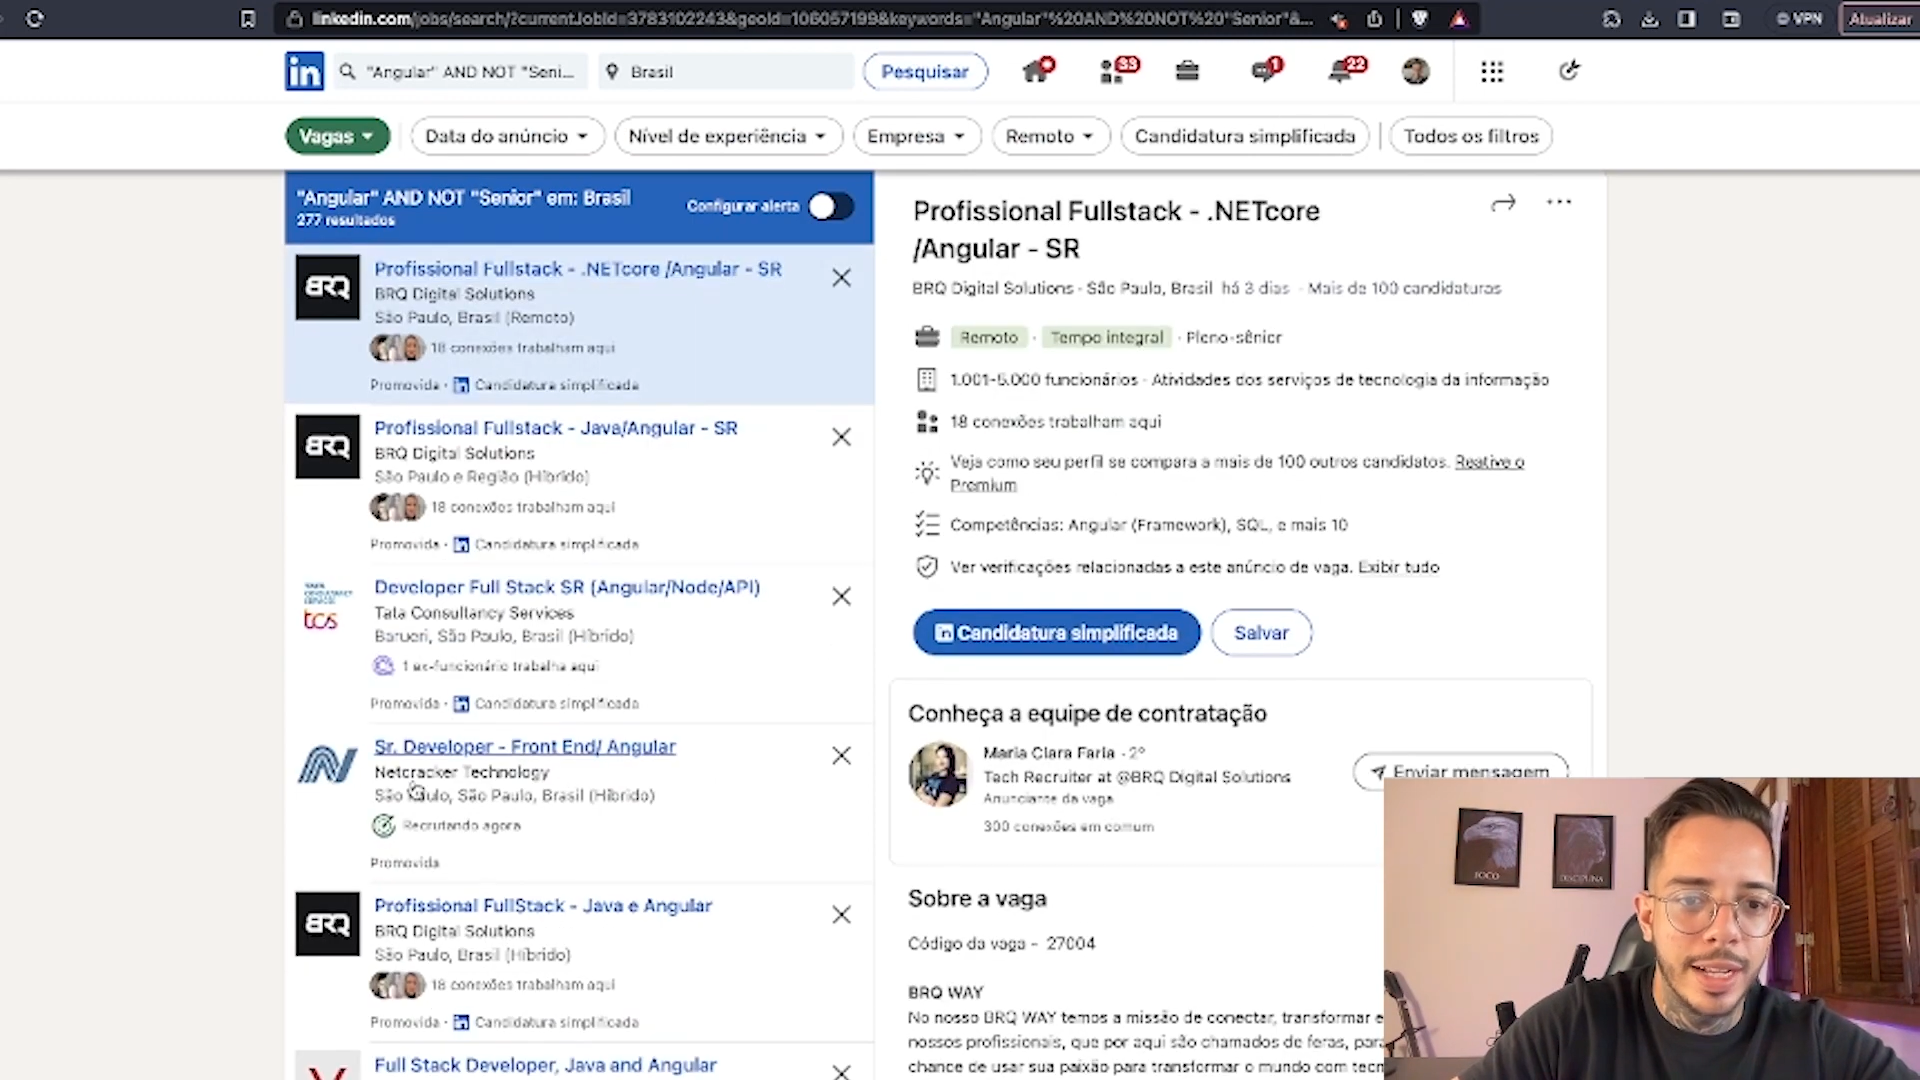 linkedin.com/jobs/search/?currentJobId=3783102243&geoId=106057199&keywords="Angular"%20AND%20NOT%20"Senior"&...
VPN
Atualizar
in
"Angular" AND NOT "Seni...
Brasil
Pesquisar
33
1
22
Vagas
Data do anúncio
Nível de experiência
Empresa
Remoto
Candidatura simplificada
Todos os filtros
"Angular" AND NOT "Senior" em: Brasil
277 resultados
Configurar alerta
BRQ
Profissional Fullstack - .NETcore /Angular - SR
BRQ Digital Solutions
São Paulo, Brasil (Remoto)
18 conexões trabalham aqui
Promovida · in Candidatura simplificada
BRQ
Profissional Fullstack - Java/Angular - SR
BRQ Digital Solutions
São Paulo e Região (Híbrido)
18 conexões trabalham aqui
Promovida · in Candidatura simplificada
TATA
CONSULTANCY
SERVICES
tcs
Developer Full Stack SR (Angular/Node/API)
Tata Consultancy Services
Barueri, São Paulo, Brasil (Híbrido)
1 ex-funcionário trabalha aqui
Promovida · in Candidatura simplificada
Sr. Developer - Front End/ Angular
Netcracker Technology
São Paulo, São Paulo, Brasil (Híbrido)
Recrutando agora
Promovida
BRQ
Profissional FullStack - Java e Angular
BRQ Digital Solutions
São Paulo, Brasil (Híbrido)
18 conexões trabalham aqui
Promovida · in Candidatura simplificada
Full Stack Developer, Java and Angular
Profissional Fullstack - .NETcore
/Angular - SR
BRQ Digital Solutions · São Paulo, Brasil há 3 dias · Mais de 100 candidaturas
Remoto · Tempo integral · Pleno-sênior
1.001-5.000 funcionários · Atividades dos serviços de tecnologia da informação
18 conexões trabalham aqui
Veja como seu perfil se compara a mais de 100 outros candidatos. Reative o
Premium
Competências: Angular (Framework), SQL, e mais 10
Ver verificações relacionadas a este anúncio de vaga. Exibir tudo
in Candidatura simplificada
Salvar
Conheça a equipe de contratação
Maria Clara Faria · 2º
Tech Recruiter at @BRQ Digital Solutions
Anunciante da vaga
300 conexões em comum
Enviar mensagem
Sobre a vaga
Código da vaga - 27004
BRQ WAY
No nosso BRQ WAY temos a missão de conectar, transformar e
nossos profissionais, que por aqui são chamados de feras, para
chance de usar sua paixão para transformar o mundo com tecn
FOCO
DISCIPLINA